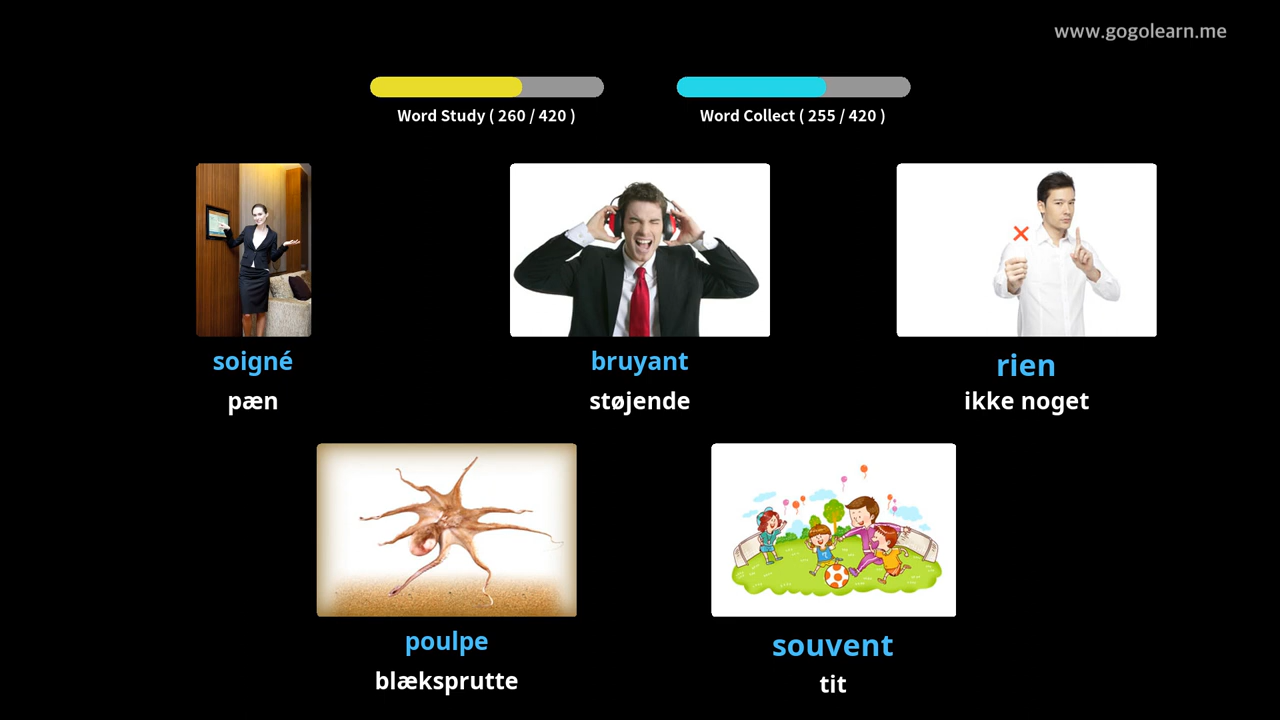 www.gogolearn.me
Word Study ( 260 / 420 )
Word Collect ( 255 / 420 )
soigné
pæn
bruyant
støjende
rien
ikke noget
poulpe
blæksprutte
souvent
tit